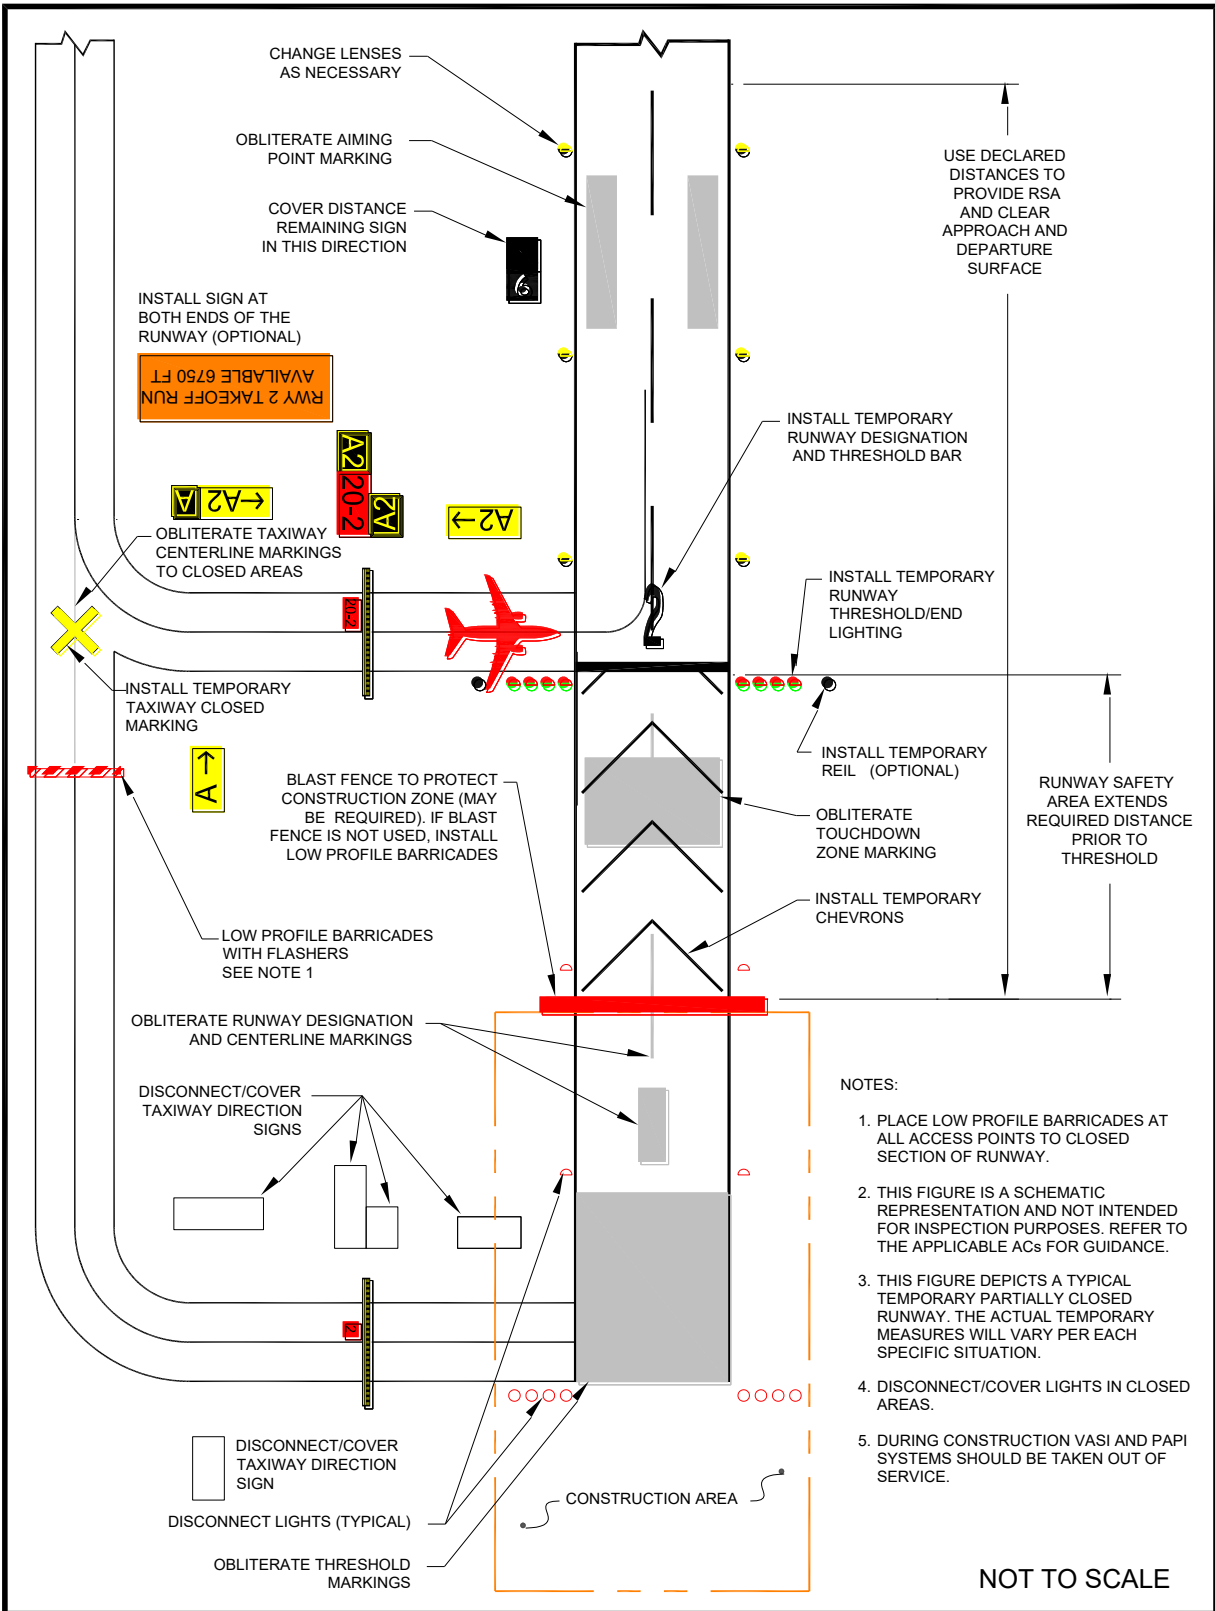 CHANGE LENSES
AS NECESSARY
OBLITERATE AIMING
POINT MARKING
COVER DISTANCE
REMAINING SIGN
IN THIS DIRECTION
6
INSTALL SIGN AT
BOTH ENDS OF THE
RUNWAY (OPTIONAL)
RWY 2 TAKEOFF RUN
AVAILABLE 6750 FT
USE DECLARED
DISTANCES TO
PROVIDE RSA
AND CLEAR
APPROACH AND
DEPARTURE
SURFACE
INSTALL TEMPORARY
RUNWAY DESIGNATION
AND THRESHOLD BAR
A2
20-2
A2
A
A2→
A2→
OBLITERATE TAXIWAY
CENTERLINE MARKINGS
TO CLOSED AREAS
20-2
2
INSTALL TEMPORARY
RUNWAY
THRESHOLD/END
LIGHTING
INSTALL TEMPORARY
TAXIWAY CLOSED
MARKING
A→
INSTALL TEMPORARY
REIL (OPTIONAL)
BLAST FENCE TO PROTECT
CONSTRUCTION ZONE (MAY
BE REQUIRED). IF BLAST
FENCE IS NOT USED, INSTALL
LOW PROFILE BARRICADES
OBLITERATE
TOUCHDOWN
ZONE MARKING
RUNWAY SAFETY
AREA EXTENDS
REQUIRED DISTANCE
PRIOR TO
THRESHOLD
INSTALL TEMPORARY
CHEVRONS
LOW PROFILE BARRICADES
WITH FLASHERS
SEE NOTE 1
OBLITERATE RUNWAY DESIGNATION
AND CENTERLINE MARKINGS
DISCONNECT/COVER
TAXIWAY DIRECTION
SIGNS
2
DISCONNECT/COVER
TAXIWAY DIRECTION
SIGN
CONSTRUCTION AREA
DISCONNECT LIGHTS (TYPICAL)
OBLITERATE THRESHOLD
MARKINGS
NOTES:
1. PLACE LOW PROFILE BARRICADES AT
ALL ACCESS POINTS TO CLOSED
SECTION OF RUNWAY.
2. THIS FIGURE IS A SCHEMATIC
REPRESENTATION AND NOT INTENDED
FOR INSPECTION PURPOSES. REFER TO
THE APPLICABLE ACs FOR GUIDANCE.
3. THIS FIGURE DEPICTS A TYPICAL
TEMPORARY PARTIALLY CLOSED
RUNWAY. THE ACTUAL TEMPORARY
MEASURES WILL VARY PER EACH
SPECIFIC SITUATION.
4. DISCONNECT/COVER LIGHTS IN CLOSED
AREAS.
5. DURING CONSTRUCTION VASI AND PAPI
SYSTEMS SHOULD BE TAKEN OUT OF
SERVICE.
NOT TO SCALE